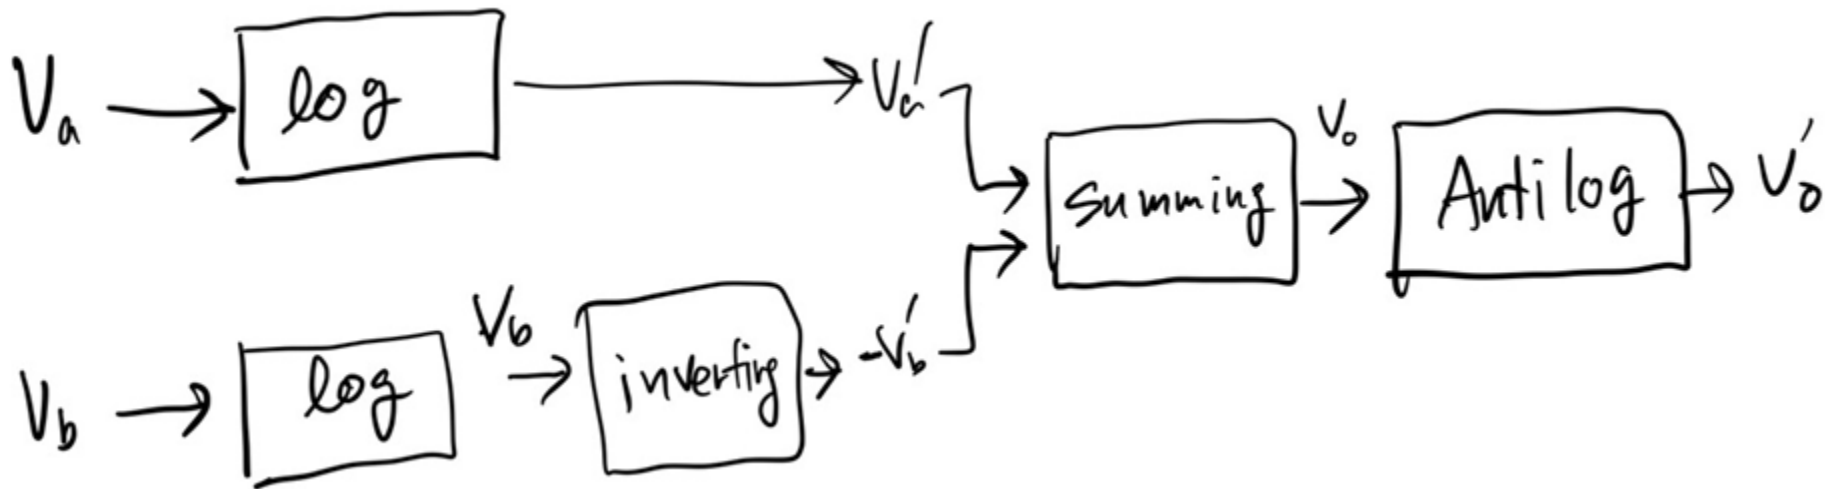 Va
log
Va'
Vb
log
Vb
inverting
-Vb'
summing
Vo
Antilog
Vo'